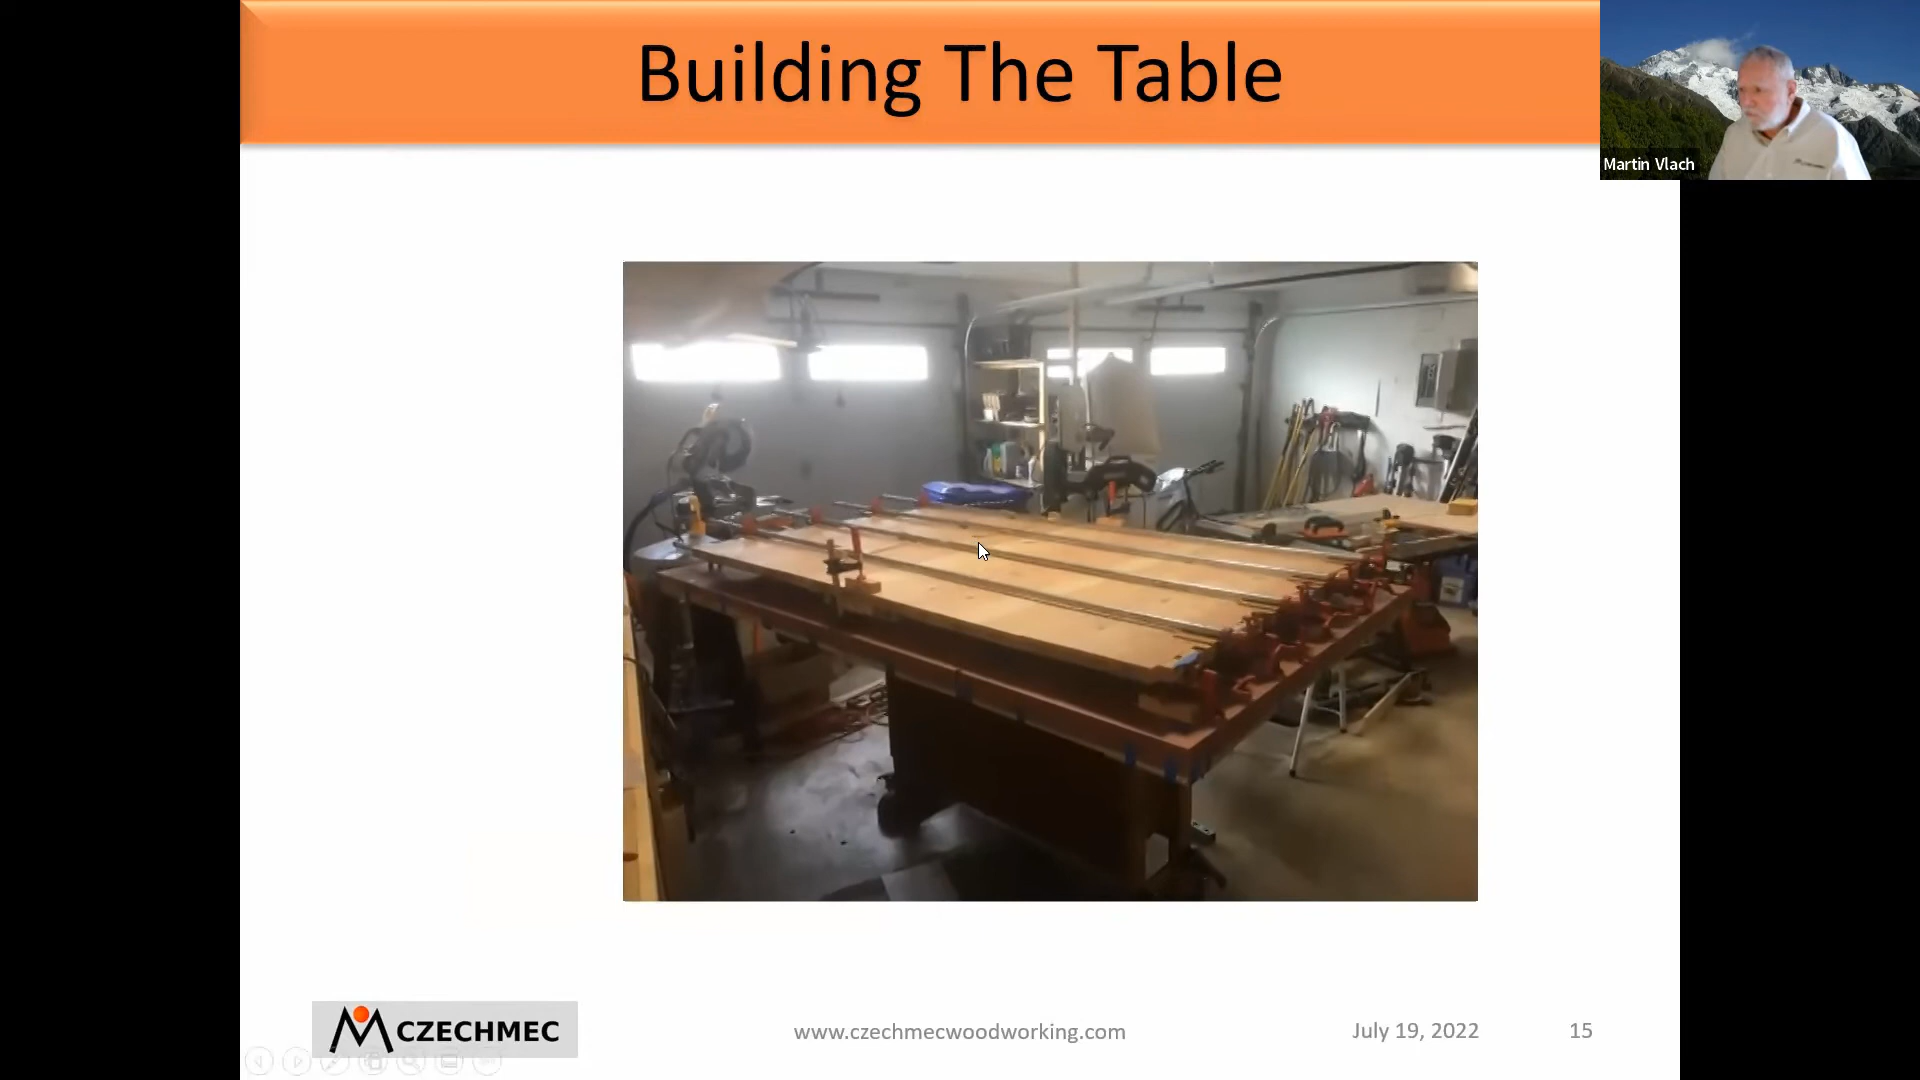 Building The Table
Martin Vlach
CZECHMEC
www.czechmecwoodworking.com
July 19, 2022
15